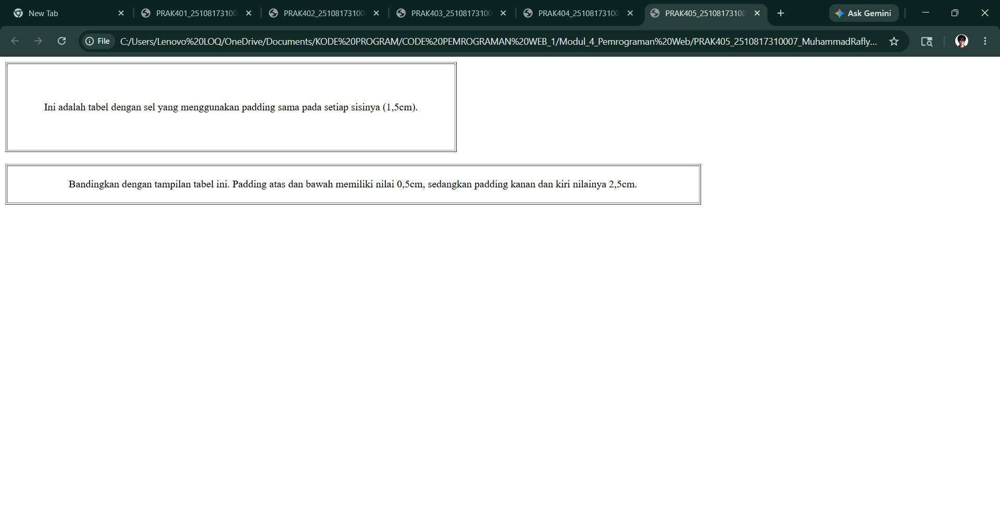 New Tab
PRAK401_25108173100
PRAK402_25108173100
PRAK403_25108173100
PRAK404_25108173100
PRAK405_25108173100
Ask Gemini
File
C:/Users/Lenovo%20LOQ/OneDrive/Documents/KODE%20PROGRAM/CODE%20PEMROGRAMAN%20WEB_1/Modul_4_Pemrograman%20Web/PRAK405_2510817310007_MuhammadRafly...
Ini adalah tabel dengan sel yang menggunakan padding sama pada setiap sisinya (1,5cm).
Bandingkan dengan tampilan tabel ini. Padding atas dan bawah memiliki nilai 0,5cm, sedangkan padding kanan dan kiri nilainya 2,5cm.